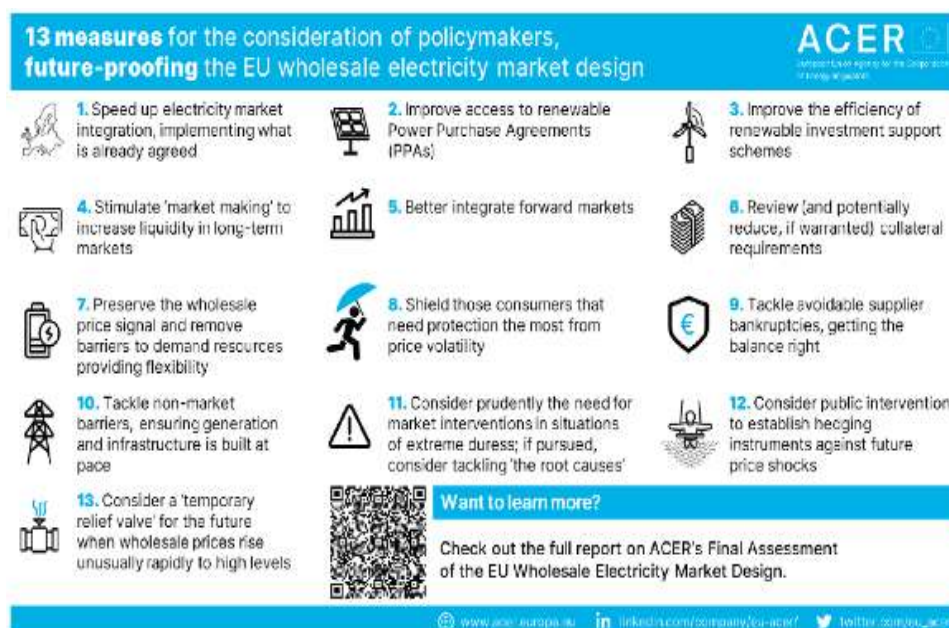 13 measures for the consideration of policymakers,
future-proofing the EU wholesale electricity market design
ACER
1. Speed up electricity market
integration, implementing what
is already agreed
2. Improve access to renewable
Power Purchase Agreements
(PPAs)
3. Improve the efficiency of
renewable investment support
schemes
4. Stimulate 'market making' to
increase liquidity in long-term
markets
5. Better integrate forward markets
6. Review (and potentially
reduce, if warranted) collateral
requirements
7. Preserve the wholesale
price signal and remove
barriers to demand resources
providing flexibility
8. Shield those consumers that
need protection the most from
price volatility
€
9. Tackle avoidable supplier
bankruptcies, getting the
balance right
10. Tackle non-market
barriers, ensuring generation
and infrastructure is built at
pace
11. Consider prudently the need for
market interventions in situations
of extreme duress; if pursued,
consider tackling 'the root causes'
12. Consider public intervention
to establish hedging
instruments against future
price shocks
13. Consider a 'temporary
relief valve' for the future
when wholesale prices rise
unusually rapidly to high levels
Want to learn more?
Check out the full report on ACER's Final Assessment
of the EU Wholesale Electricity Market Design.
www.acer.europa.eu in linkedin.com/company/eu-acer/ twitter.com/eu_acer